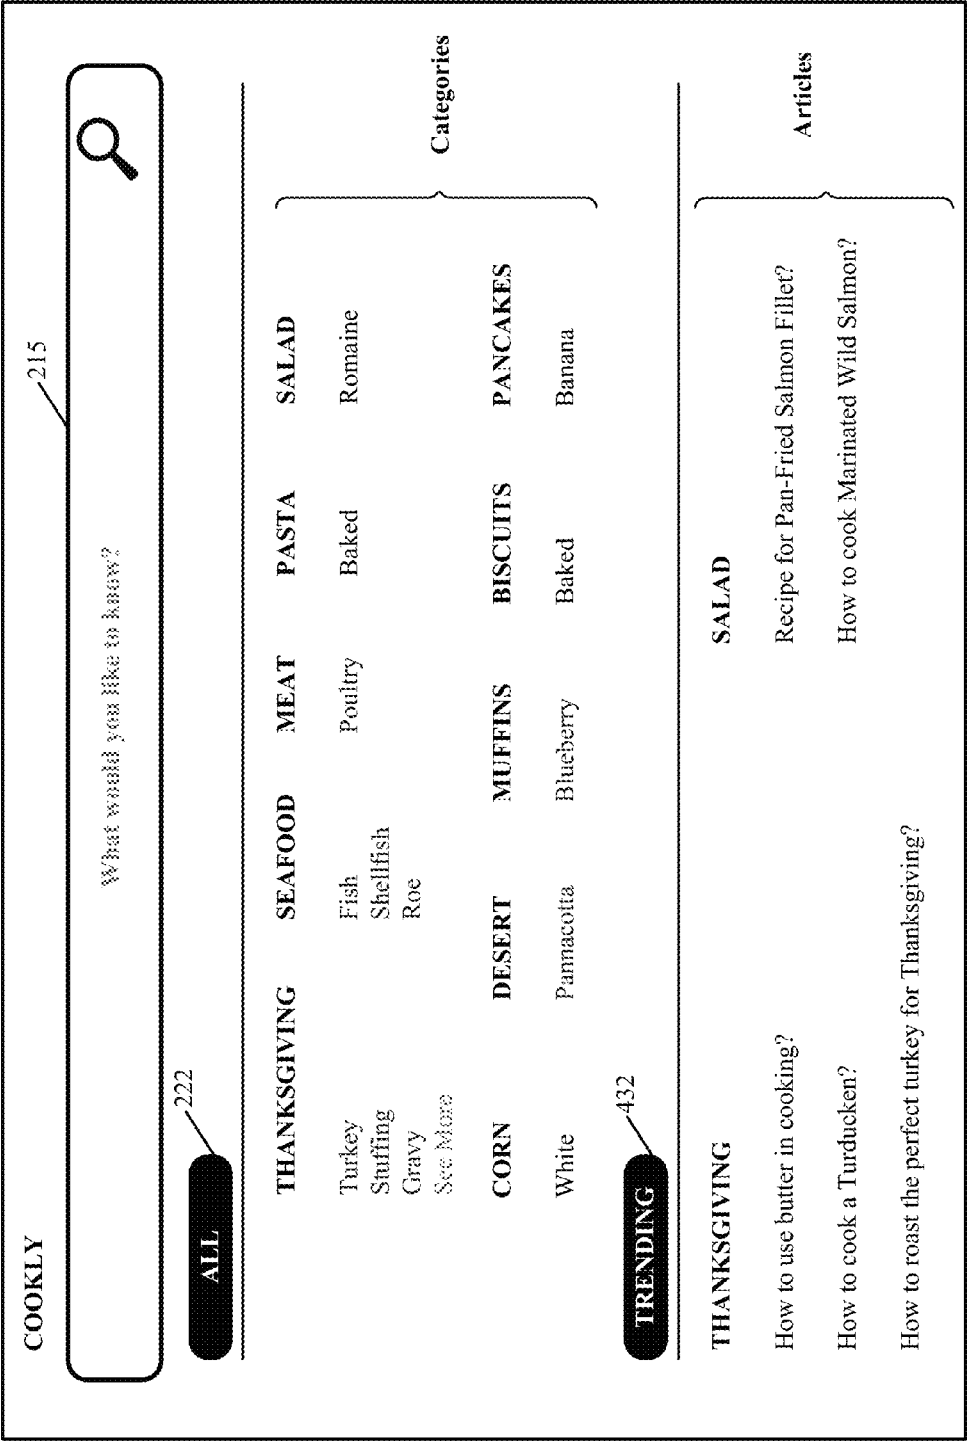 COOKLY
215
What would you like to know?
ALL
222
THANKSGIVING SEAFOOD MEAT PASTA SALAD
Turkey Fish Poultry Baked Romaine
Stuffing Shellfish
Gravy Roe
See More
Categories
CORN DESERT MUFFINS BISCUITS PANCAKES
White Pannacotta Blueberry Baked Banana
TRENDING
432
THANKSGIVING SALAD
How to use butter in cooking? Recipe for Pan-Fried Salmon Fillet?
How to cook a Turducken? How to cook Marinated Wild Salmon?
How to roast the perfect turkey for Thanksgiving?
Articles